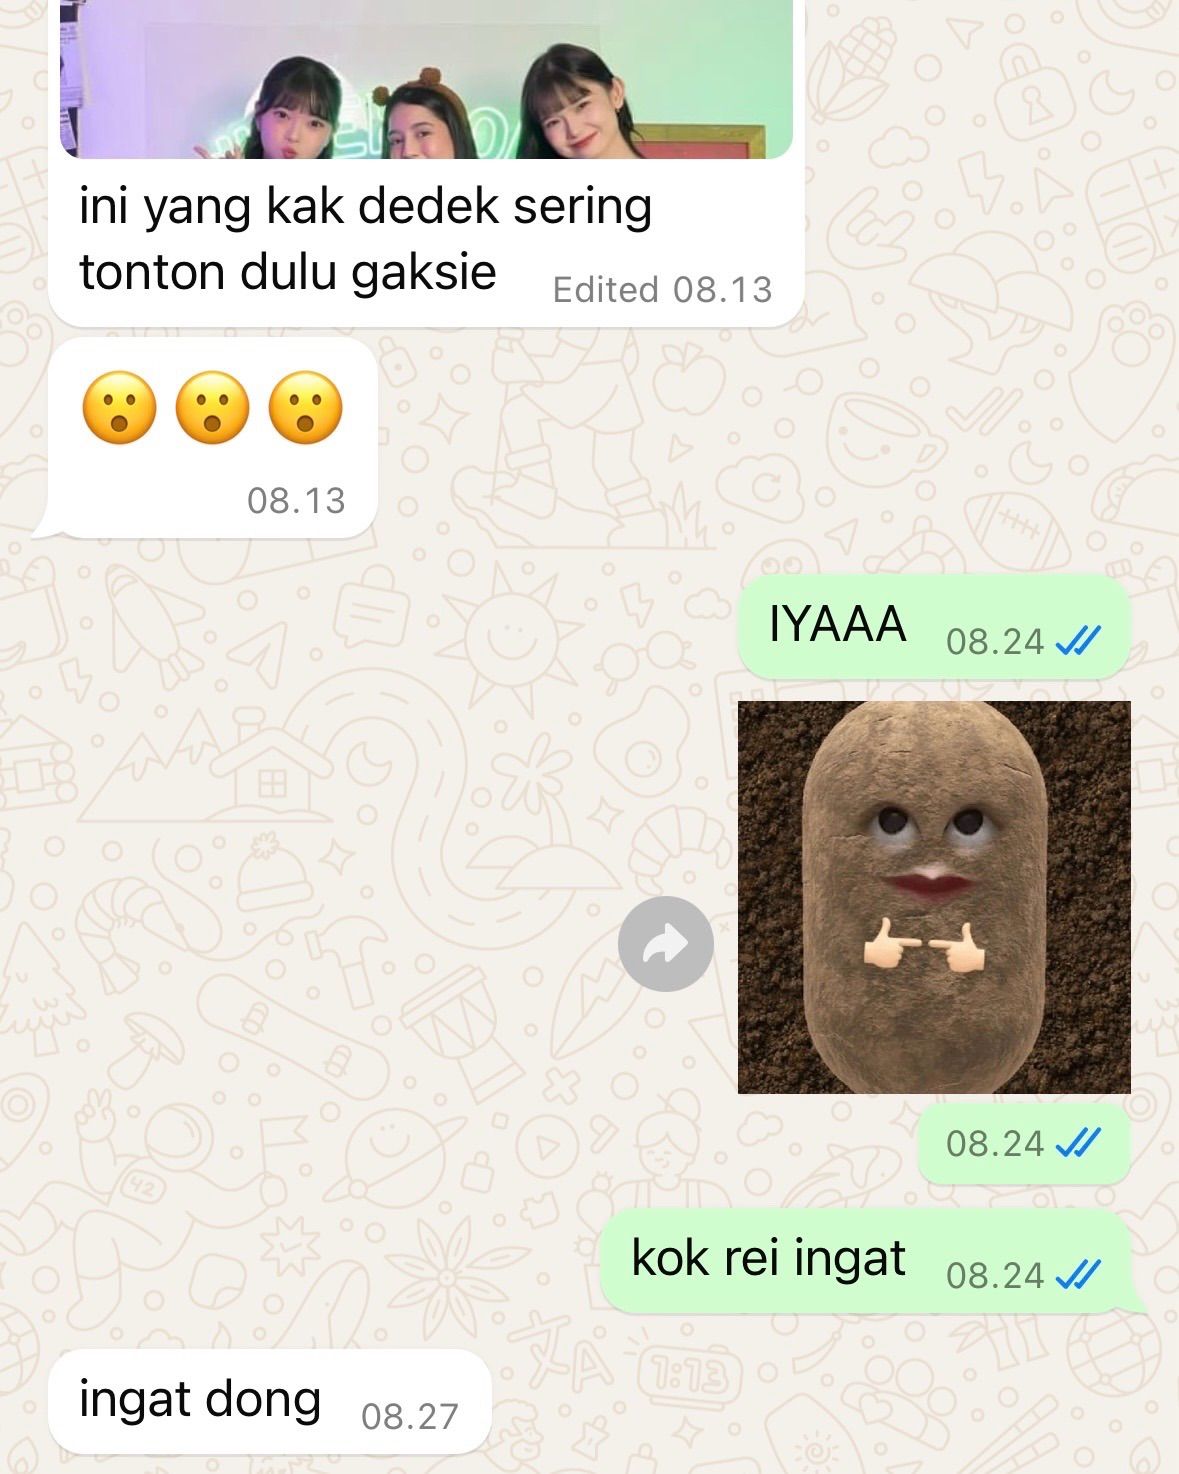 ini yang kak dedek sering
tonton dulu gaksie Edited 08.13
😮 😮 😮
08.13
IYAAA 08.24
08.24
kok rei ingat 08.24
ingat dong 08.27